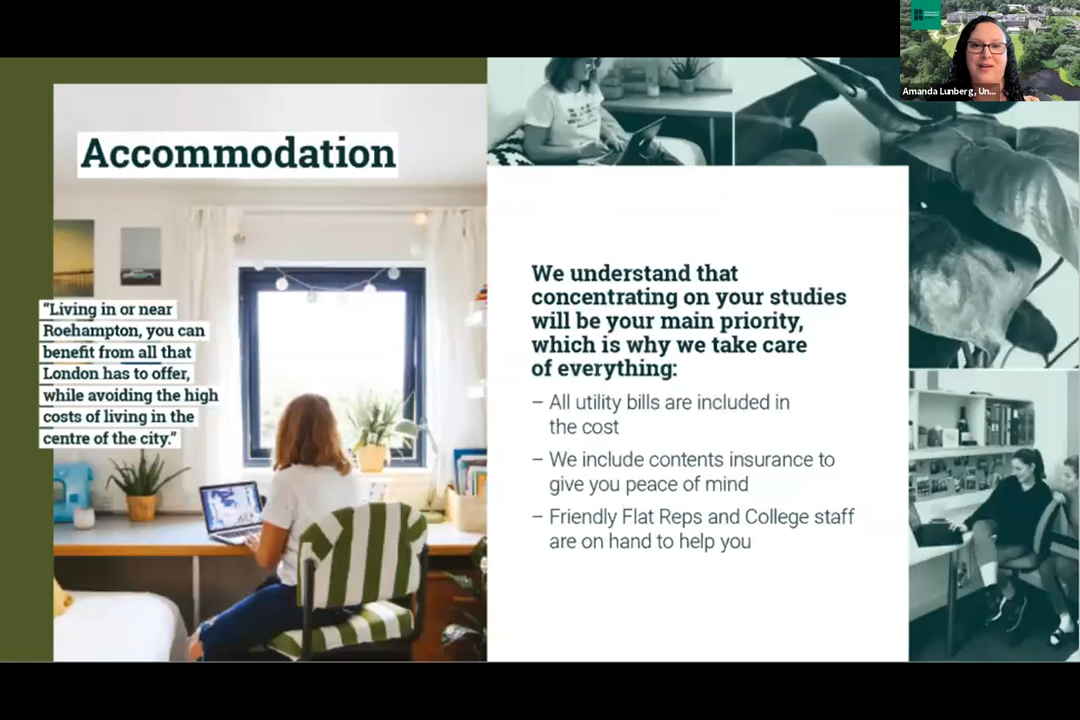 Amanda Lunberg, Un...
Accommodation
“Living in or near
Roehampton, you can
benefit from all that
London has to offer,
while avoiding the high
costs of living in the
centre of the city.”
We understand that
concentrating on your studies
will be your main priority,
which is why we take care
of everything:
– All utility bills are included in
the cost
– We include contents insurance to
give you peace of mind
– Friendly Flat Reps and College staff
are on hand to help you